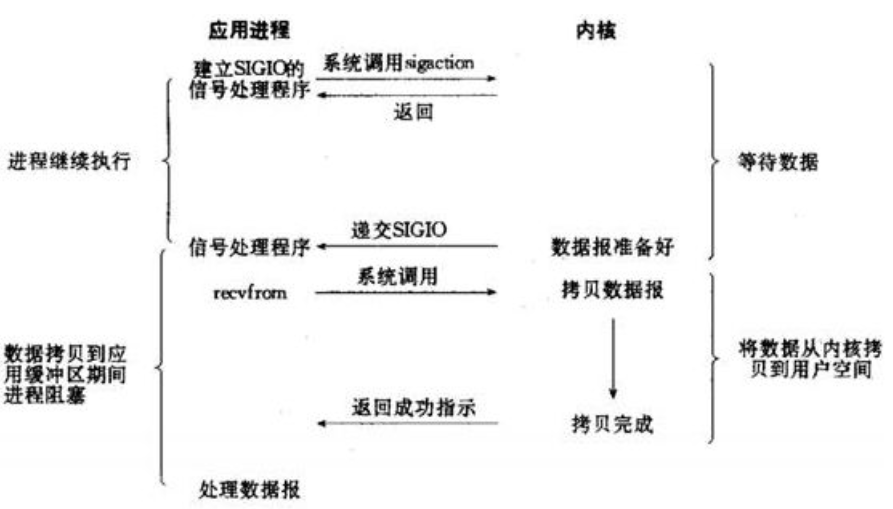 应用进程
内核
建立SIGIO的
信号处理程序
系统调用sigaction
返回
进程继续执行
等待数据
递交SIGIO
信号处理程序
数据报准备好
系统调用
recvfrom
拷贝数据报
数据拷贝到应
用缓冲区期间
进程阻塞
将数据从内核拷
贝到用户空间
返回成功指示
拷贝完成
处理数据报